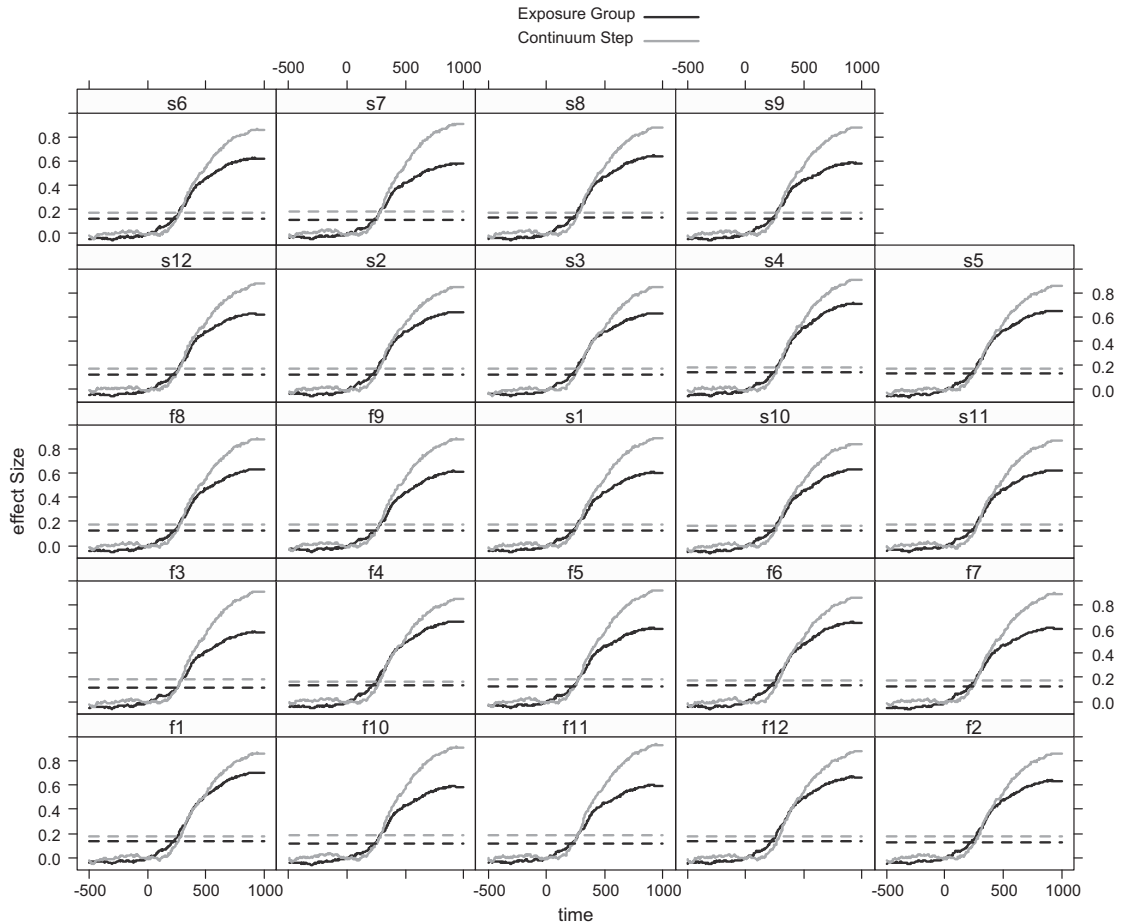 Exposure Group
Continuum Step
-500 0 500 1000 -500 0 500 1000
s6 s7 s8 s9
0.8
0.6
0.4
0.2
0.0
s12 s2 s3 s4 s5
0.8
0.6
0.4
0.2
0.0
f8 f9 s1 s10 s11
0.8
0.6
0.4
0.2
0.0
effect Size
f3 f4 f5 f6 f7
0.8
0.6
0.4
0.2
0.0
f1 f10 f11 f12 f2
0.8
0.6
0.4
0.2
0.0
-500 0 500 1000 -500 0 500 1000 -500 0 500 1000
time